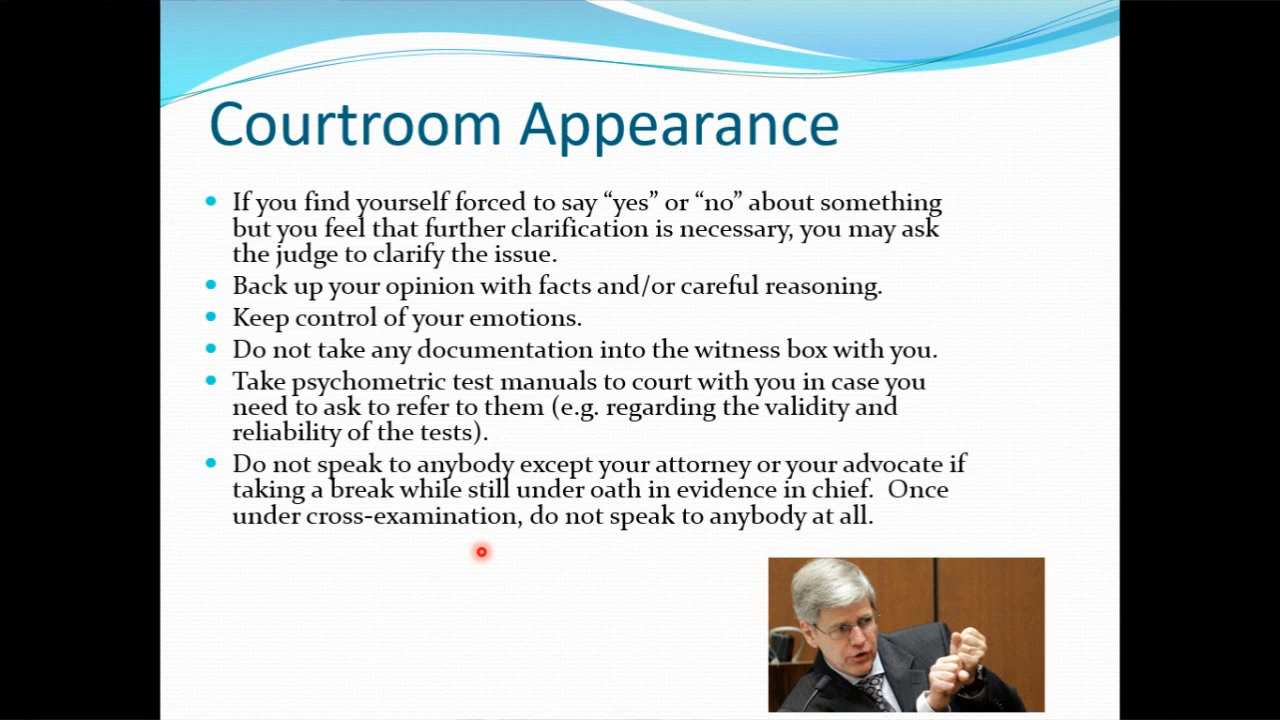 Courtroom Appearance
If you find yourself forced to say “yes” or “no” about something
but you feel that further clarification is necessary, you may ask
the judge to clarify the issue.
Back up your opinion with facts and/or careful reasoning.
Keep control of your emotions.
Do not take any documentation into the witness box with you.
Take psychometric test manuals to court with you in case you
need to ask to refer to them (e.g. regarding the validity and
reliability of the tests).
Do not speak to anybody except your attorney or your advocate if
taking a break while still under oath in evidence in chief.  Once
under cross-examination, do not speak to anybody at all.